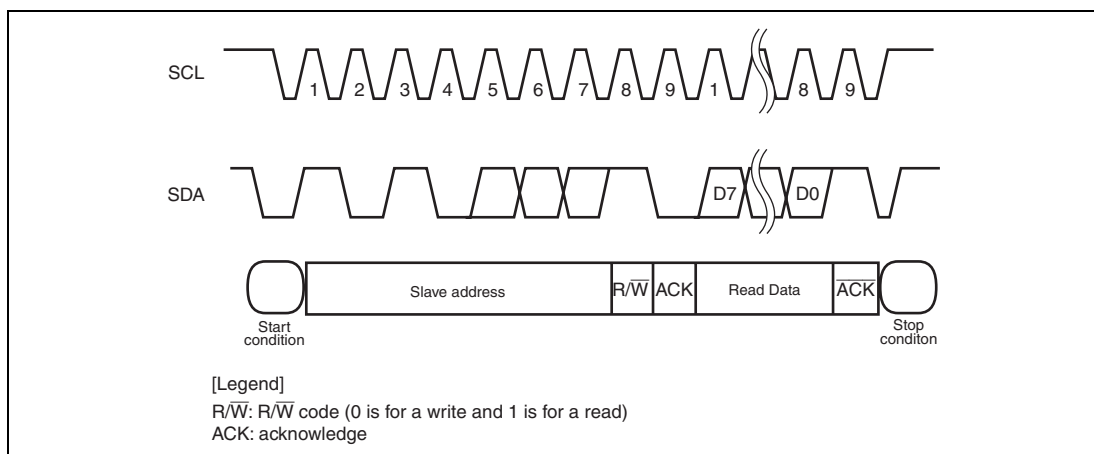 SCL
1 2 3 4 5 6 7 8 9 1 8 9
SDA
D7 D0
Slave address R/W̅ ACK Read Data A̅C̅K̅
Start
condition
Stop
conditon
[Legend]
R/W̅: R/W̅ code (0 is for a write and 1 is for a read)
ACK: acknowledge